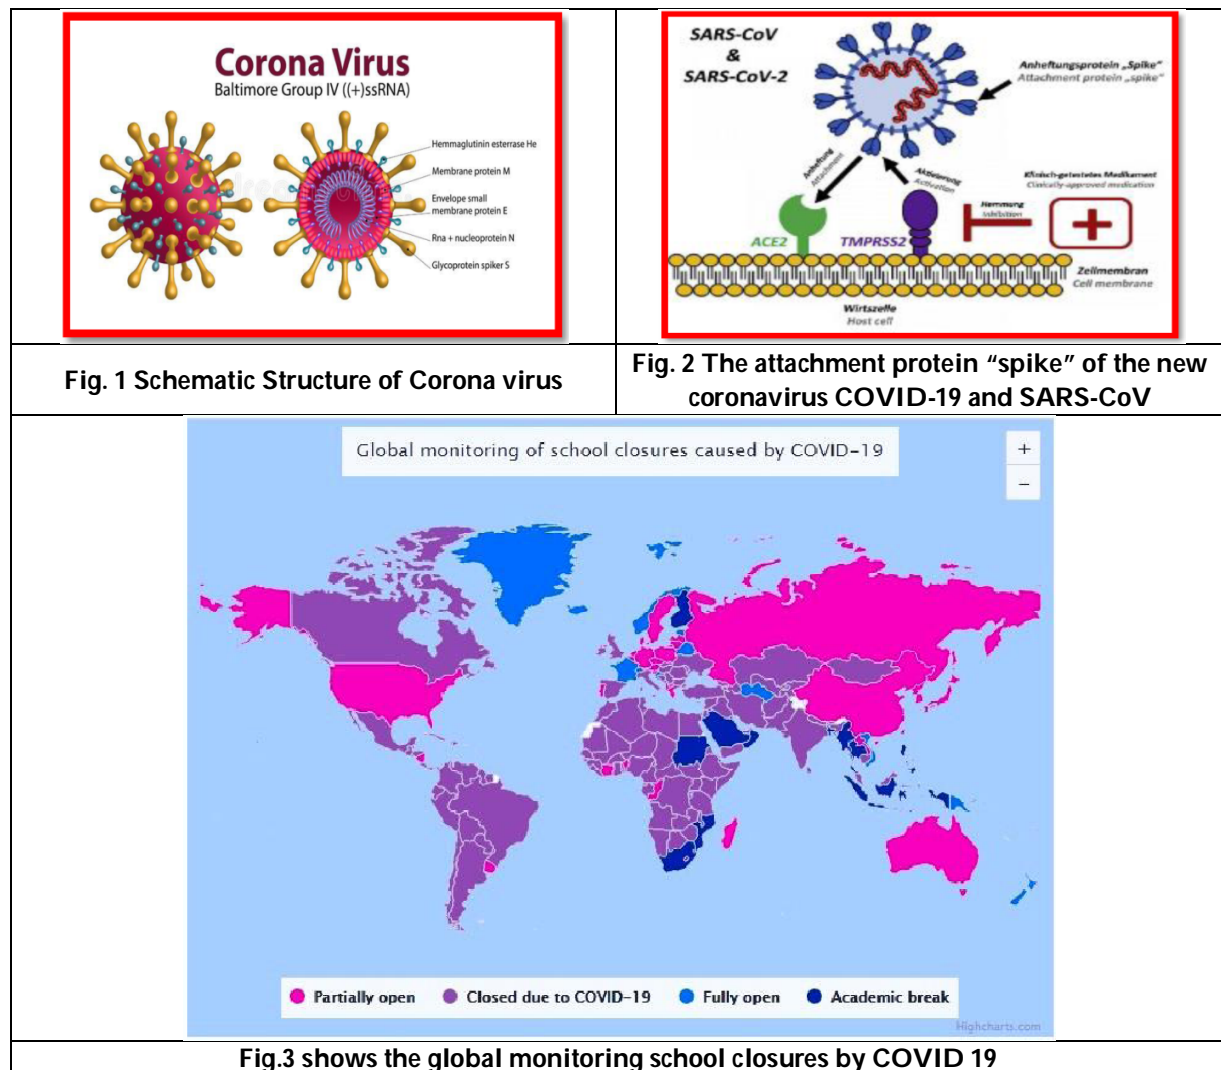 Corona Virus
Baltimore Group IV ((+)ssRNA)
Hemmaglutinin esterrase He
Membrane protein M
Envelope small
membrane protein E
Rna + nucleoprotein N
Glycoprotein spiker S
Fig. 1 Schematic Structure of Corona virus
SARS-CoV
&
SARS-CoV-2
Anheftungsprotein „Spike"
Attachment protein „spike"
Anheftung
Attachment
Aktivierung
Activation
Klinisch-getestetes Medikament
Clinically-approved medication
Hemmung
Inhibition
ACE2
TMPRSS2
Zellmembran
Cell membrane
Wirtszelle
Host cell
Fig. 2 The attachment protein “spike” of the new
coronavirus COVID-19 and SARS-CoV
Global monitoring of school closures caused by COVID-19
+
−
Partially open
Closed due to COVID-19
Fully open
Academic break
Highcharts.com
Fig.3 shows the global monitoring school closures by COVID 19